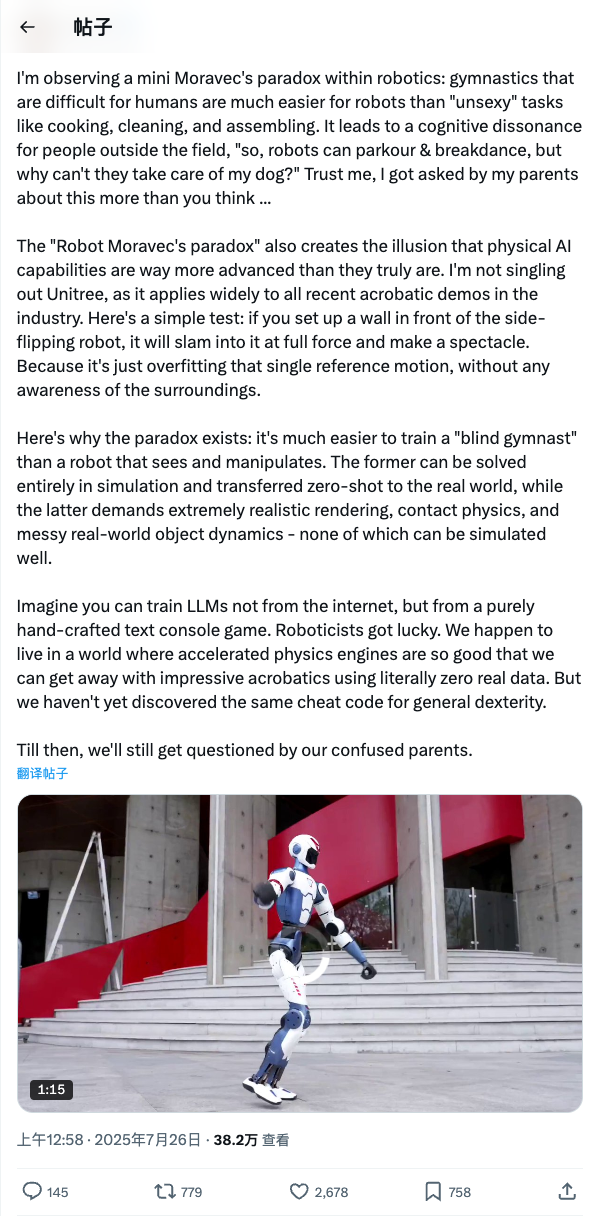 帖子
I'm observing a mini Moravec's paradox within robotics: gymnastics that
are difficult for humans are much easier for robots than "unsexy" tasks
like cooking, cleaning, and assembling. It leads to a cognitive dissonance
for people outside the field, "so, robots can parkour & breakdance, but
why can't they take care of my dog?" Trust me, I got asked by my parents
about this more than you think ...
The "Robot Moravec's paradox" also creates the illusion that physical AI
capabilities are way more advanced than they truly are. I'm not singling
out Unitree, as it applies widely to all recent acrobatic demos in the
industry. Here's a simple test: if you set up a wall in front of the side-
flipping robot, it will slam into it at full force and make a spectacle.
Because it's just overfitting that single reference motion, without any
awareness of the surroundings.
Here's why the paradox exists: it's much easier to train a "blind gymnast"
than a robot that sees and manipulates. The former can be solved
entirely in simulation and transferred zero-shot to the real world, while
the latter demands extremely realistic rendering, contact physics, and
messy real-world object dynamics - none of which can be simulated
well.
Imagine you can train LLMs not from the internet, but from a purely
hand-crafted text console game. Roboticists got lucky. We happen to
live in a world where accelerated physics engines are so good that we
can get away with impressive acrobatics using literally zero real data. But
we haven't yet discovered the same cheat code for general dexterity.
Till then, we'll still get questioned by our confused parents.
翻译帖子
1:15
上午12:58 · 2025年7月26日 · 38.2万 查看
145 779 2,678 758